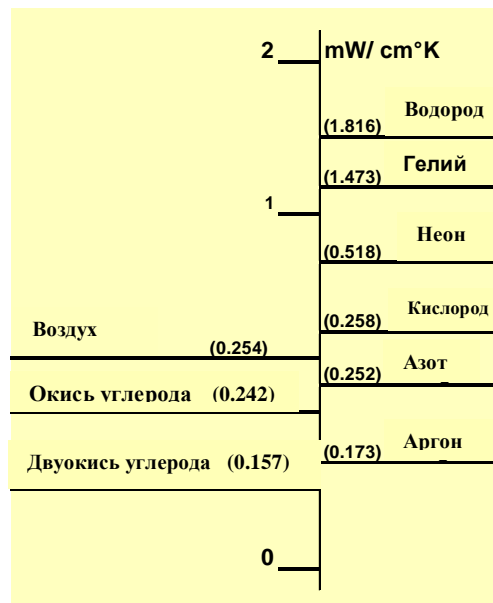 2 mW/ cm°K
Водород
(1.816)
Гелий
(1.473)
1
Неон
(0.518)
Кислород
(0.258)
Воздух
(0.254)
Азот
(0.252)
Окись углерода (0.242)
Аргон
(0.173)
Двуокись углерода (0.157)
0